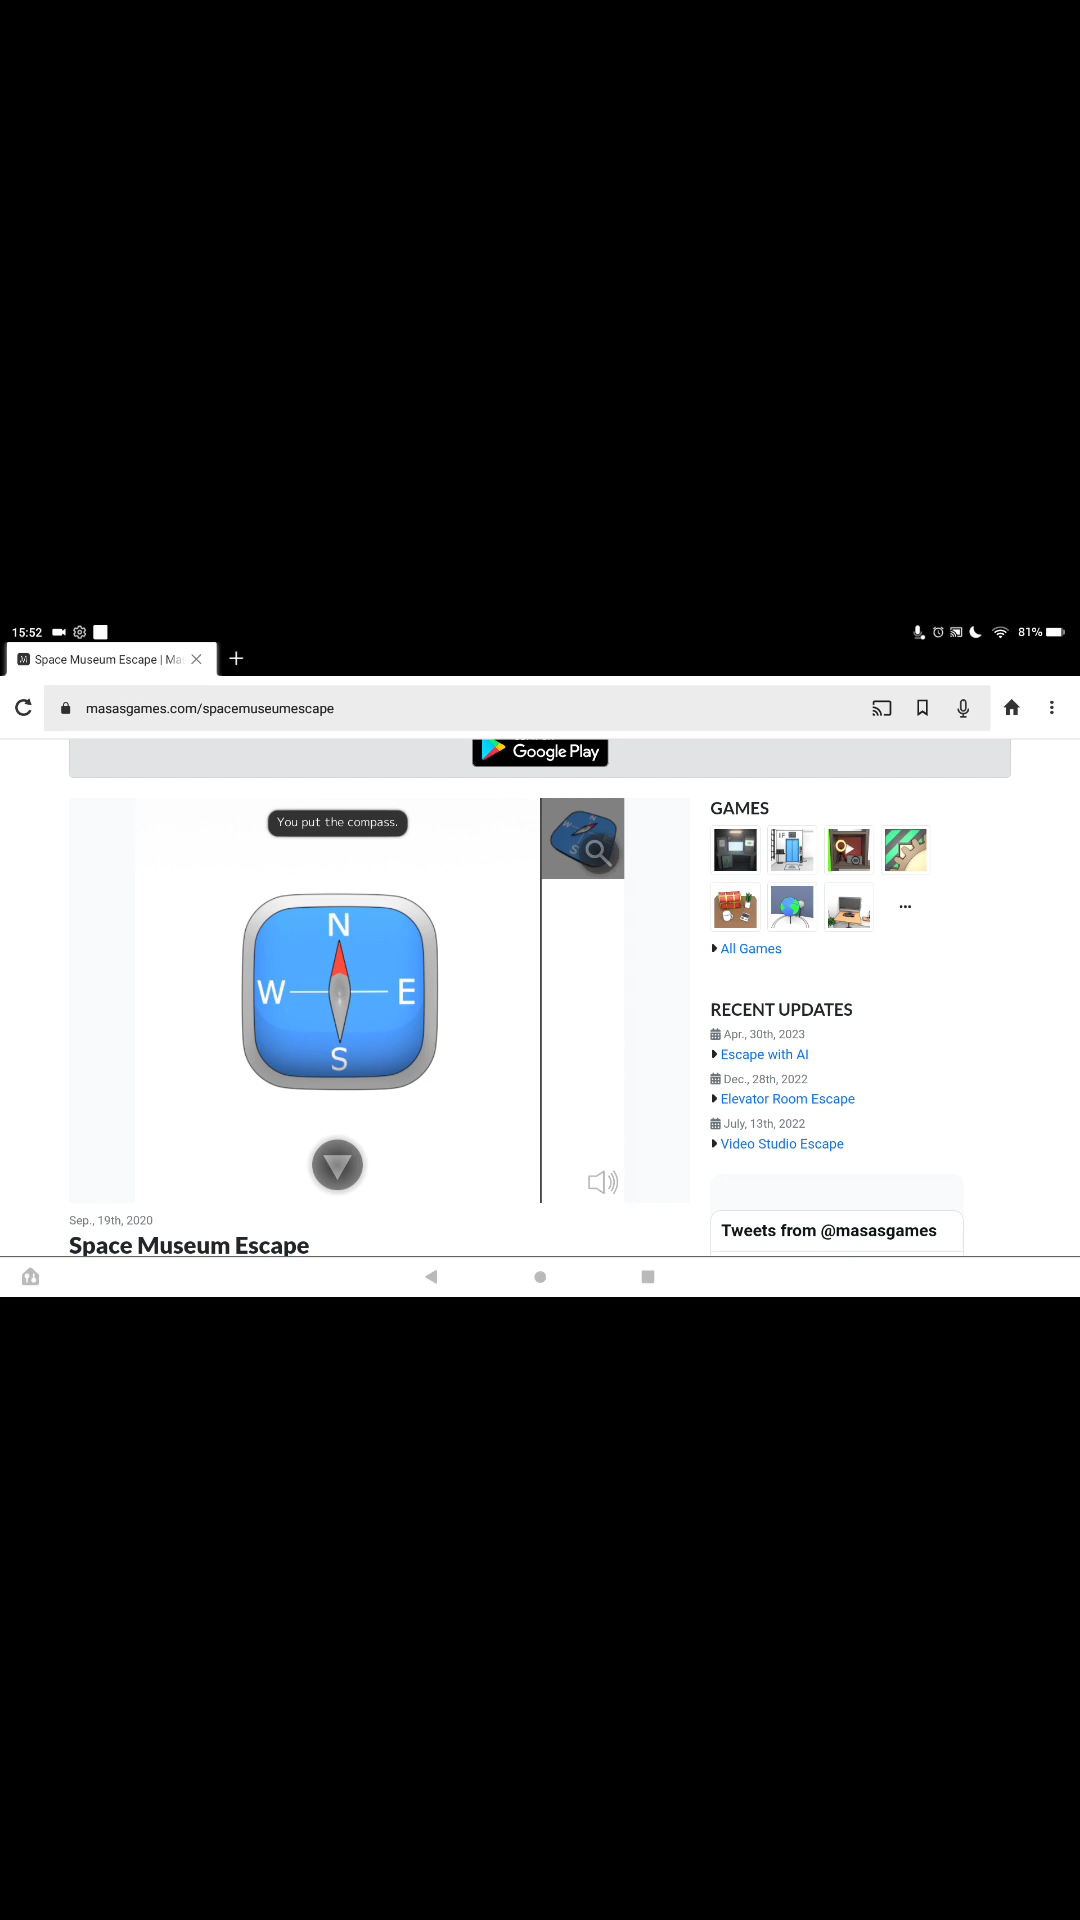 15:52
81%
Space Museum Escape | Ma
masasgames.com/spacemuseumescape
Google Play
You put the compass.
N
W
E
S
W
S
Sep., 19th, 2020
Space Museum Escape
GAMES
...
All Games
RECENT UPDATES
Apr., 30th, 2023
Escape with AI
Dec., 28th, 2022
Elevator Room Escape
July, 13th, 2022
Video Studio Escape
Tweets from @masasgames